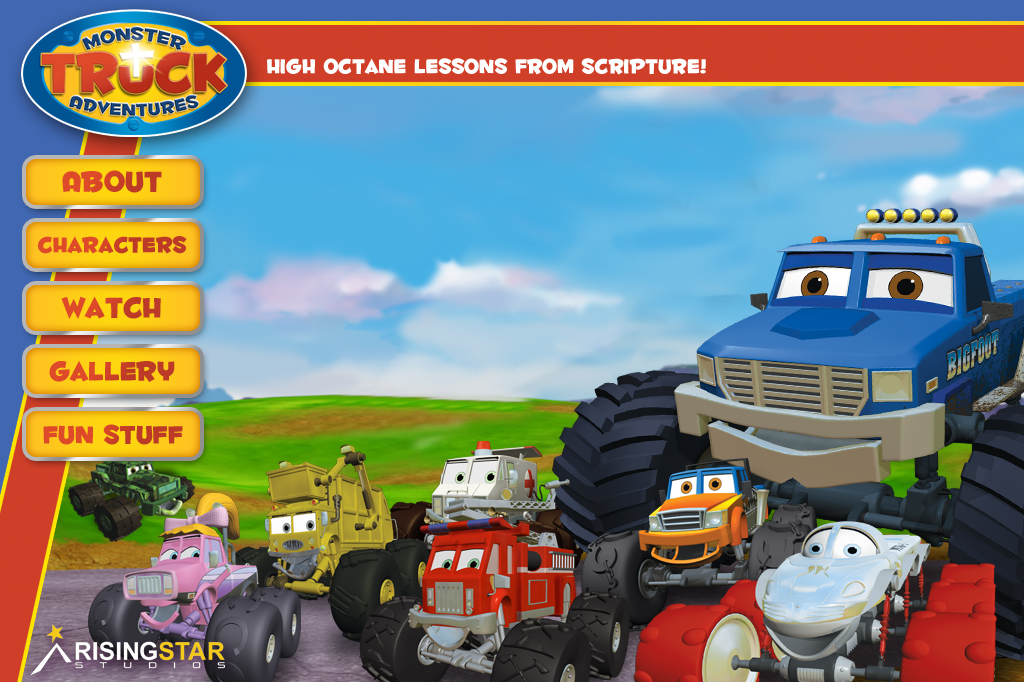 MONSTER
TRUCK
ADVENTURES
HIGH OCTANE LESSONS FROM SCRIPTURE!
ABOUT
CHARACTERS
WATCH
GALLERY
FUN STUFF
BIGFOOT
RISINGSTAR
STUDIOS